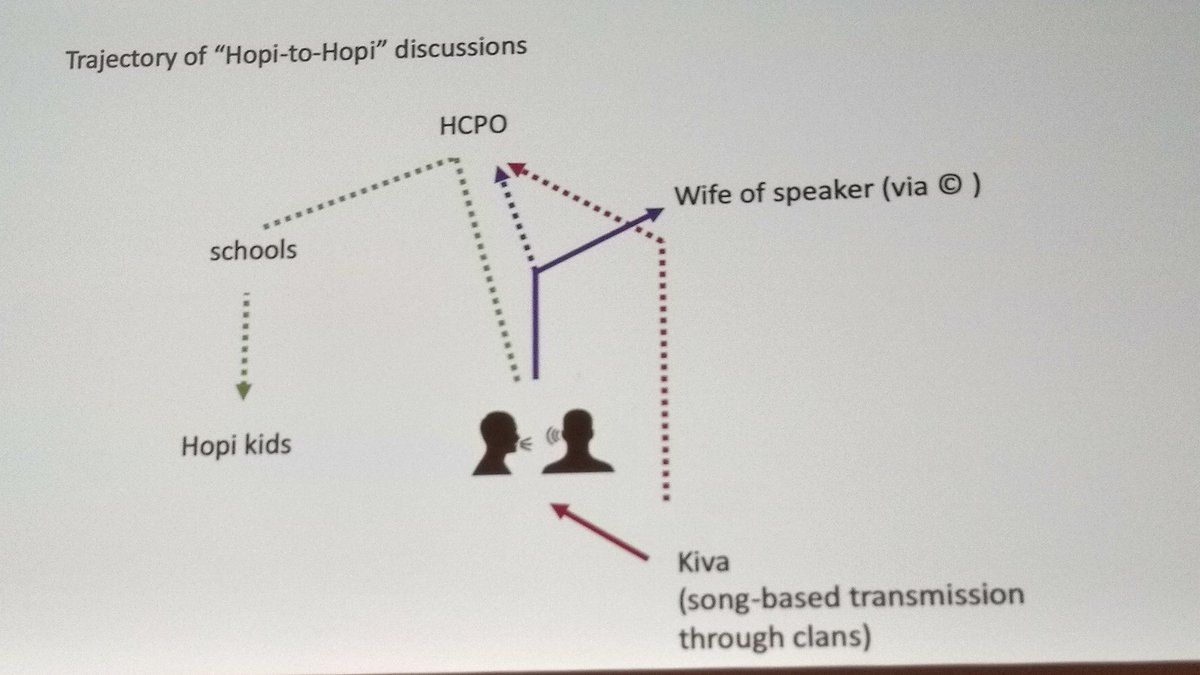 Trajectory of “Hopi-to-Hopi” discussions
HCPO
Wife of speaker (via © )
schools
Hopi kids
Kiva
(song-based transmission
through clans)